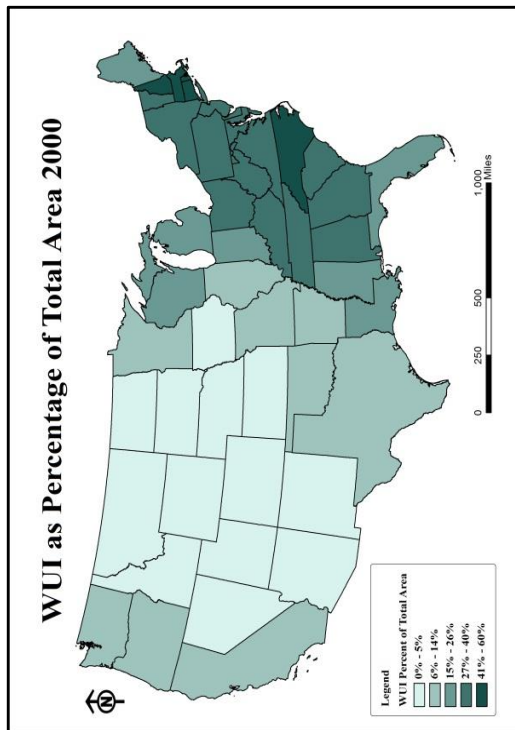 WUI as Percentage of Total Area 2000
N
Legend
WUI Percent of Total Area
0% - 5%
6% - 14%
15% - 26%
27% - 40%
41% - 60%
0 250 500 1,000
Miles